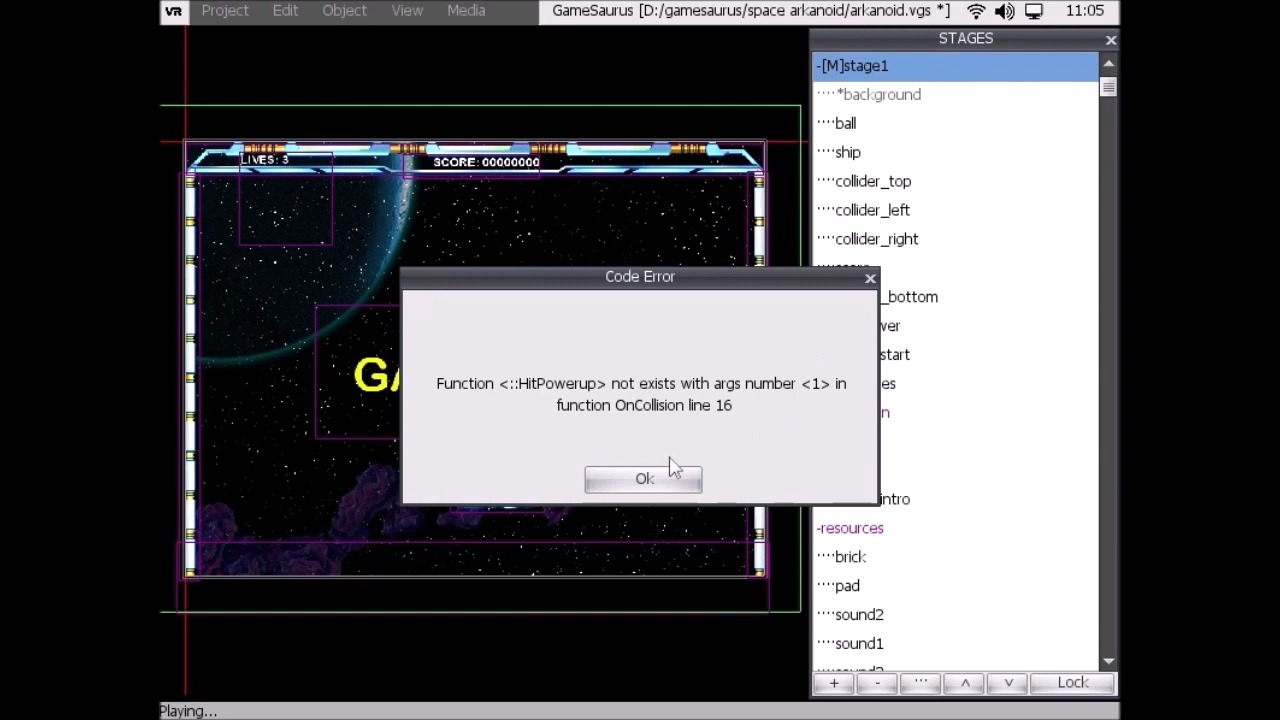 VR Project Edit Object View Media GameSaurus [D:/gamesaurus/space arkanoid/arkanoid.vgs *] 11:05
STAGES
-[M]stage1
*background
ball
ship
collider_top
collider_left
collider_right
_bottom
start
intro
-resources
brick
pad
sound2
sound1
+ - ... ^ v Lock
LIVES: 3
SCORE: 00000000
GA
Code Error
Function <::HitPowerup> not exists with args number <1> in
function OnCollision line 16
Ok
Playing...